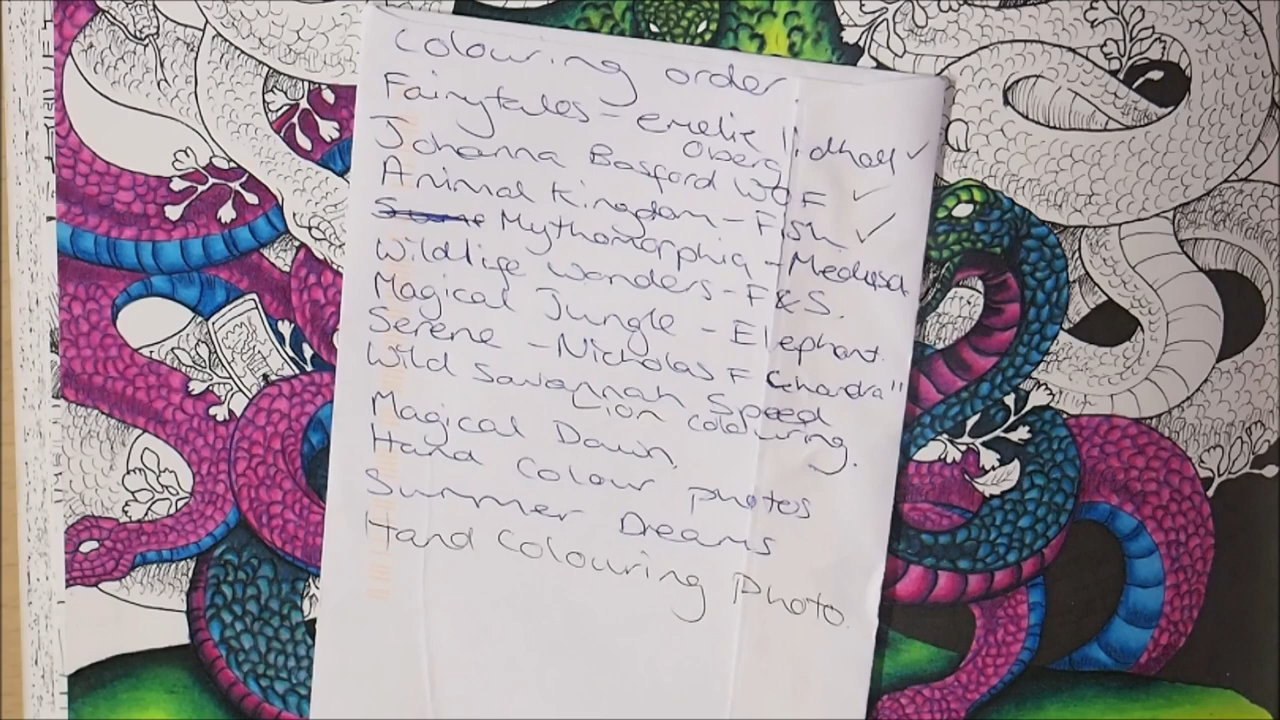 Colouring order.
Fairytales - emelie lidhall ✓
Oberg
Johanna Basford WOF ✓
Animal Kingdom - Fish ✓
Mythomorphia - Medusa
Wildlife Wonders - F & S.
Magical Jungle - Elephant.
Serene - Nicholas F "Chandra"
Wild Savannah Speed
Lion colouring.
Magical Dawn.
Hand Colour photos
Summer Dreams
Hand Colouring Photo.